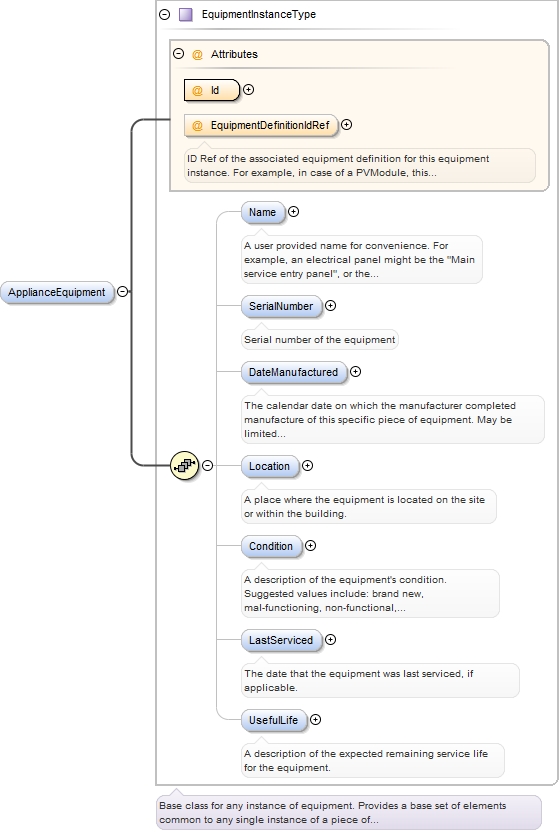 EquipmentInstanceType
@ Attributes
@ Id
@ EquipmentDefinitionIdRef
ID Ref of the associated equipment definition for this equipment
instance. For example, in case of a PVModule, this...
Name
A user provided name for convenience. For
example, an electrical panel might be the "Main
service entry panel", or the...
ApplianceEquipment
SerialNumber
Serial number of the equipment
DateManufactured
The calendar date on which the manufacturer completed
manufacture of this specific piece of equipment. May be
limited...
Location
A place where the equipment is located on the site
or within the building.
Condition
A description of the equipment's condition.
Suggested values include: brand new,
mal-functioning, non-functional,...
LastServiced
The date that the equipment was last serviced, if
applicable.
UsefulLife
A description of the expected remaining service life
for the equipment.
Base class for any instance of equipment. Provides a base set of elements
common to any single instance of a piece of...